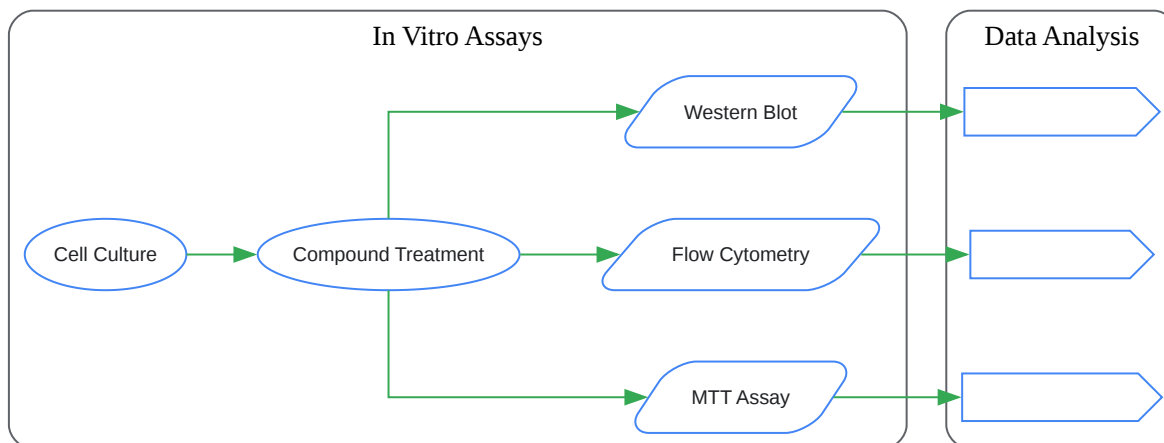 In Vitro Assays
Data Analysis
Western Blot
Cell Culture
Compound Treatment
Flow Cytometry
MTT Assay